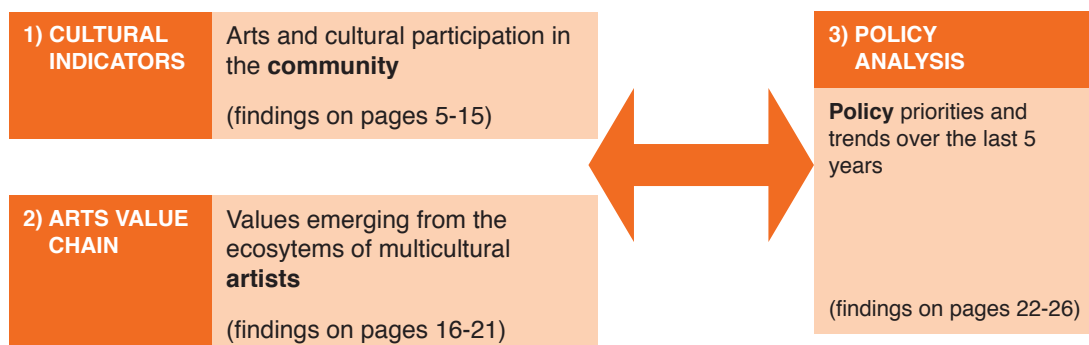 1) CULTURAL
INDICATORS
Arts and cultural participation in
the community
(findings on pages 5-15)
2) ARTS VALUE
CHAIN
Values emerging from the
ecosytems of multicultural
artists
(findings on pages 16-21)
3) POLICY
ANALYSIS
Policy priorities and
trends over the last 5
years
(findings on pages 22-26)